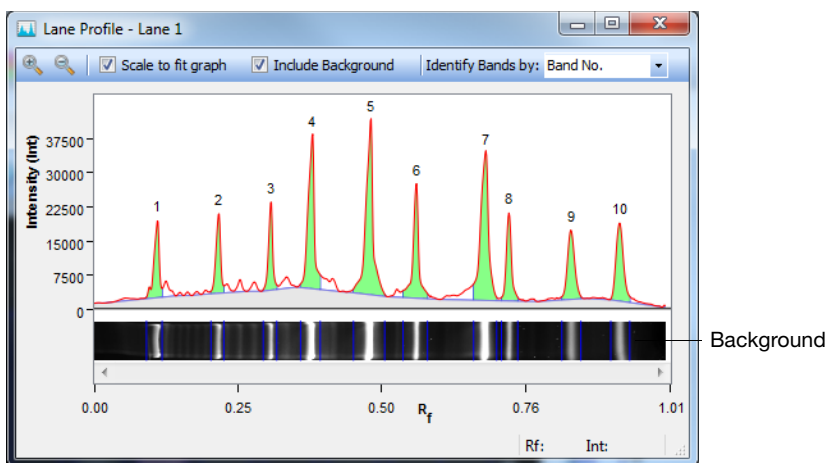 Lane Profile - Lane 1
Scale to fit graph Include Background Identify Bands by: Band No.
Intensity (Int)
37500
30000
22500
15000
7500
0
1 2 3 4 5 6 7 8 9 10
Background
0.00 0.25 0.50 Rf 0.76 1.01
Rf: Int: